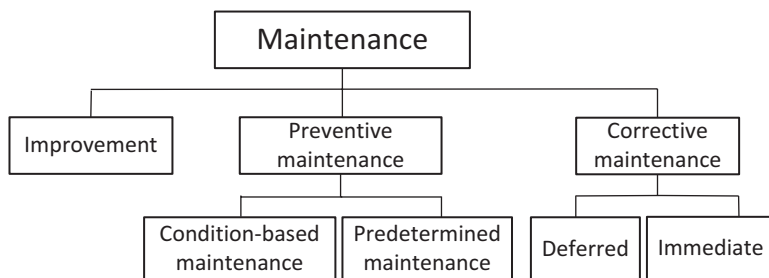 Maintenance
Improvement
Preventive
maintenance
Corrective
maintenance
Condition-based
maintenance
Predetermined
maintenance
Deferred
Immediate